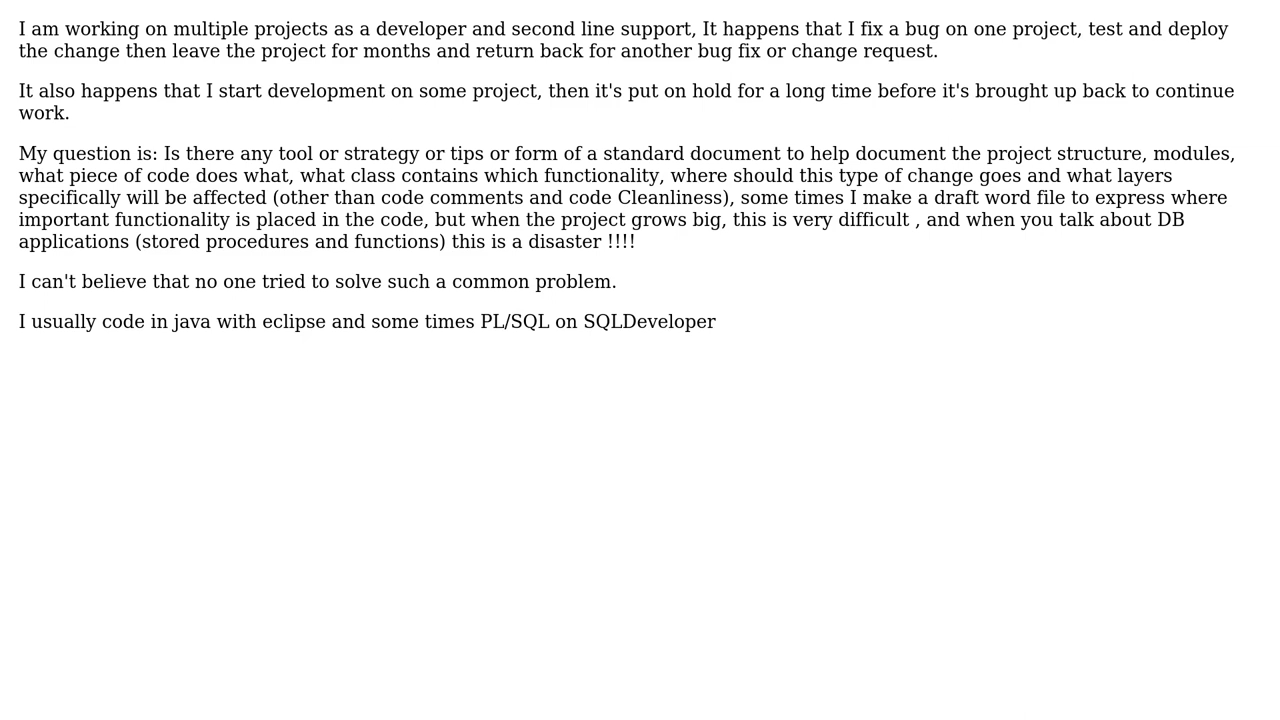 I am working on multiple projects as a developer and second line support, It happens that I fix a bug on one project, test and deploy
the change then leave the project for months and return back for another bug fix or change request.
It also happens that I start development on some project, then it's put on hold for a long time before it's brought up back to continue
work.
My question is: Is there any tool or strategy or tips or form of a standard document to help document the project structure, modules,
what piece of code does what, what class contains which functionality, where should this type of change goes and what layers
specifically will be affected (other than code comments and code Cleanliness), some times I make a draft word file to express where
important functionality is placed in the code, but when the project grows big, this is very difficult , and when you talk about DB
applications (stored procedures and functions) this is a disaster !!!!
I can't believe that no one tried to solve such a common problem.
I usually code in java with eclipse and some times PL/SQL on SQLDeveloper